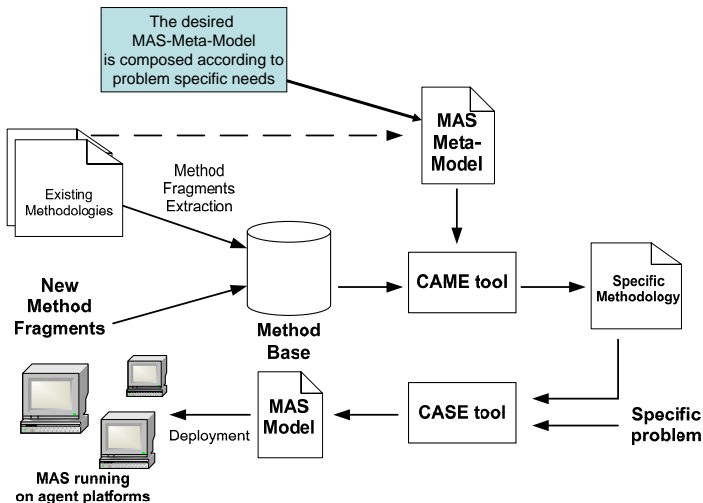 The desired
MAS-Meta-Model
is composed according to
problem specific needs
MAS
Meta-
Model
Existing
Methodologies
Method
Fragments
Extraction
New
Method
Fragments
Method
Base
CAME tool
Specific
Methodology
MAS running
on agent platforms
Deployment
MAS
Model
CASE tool
Specific
problem